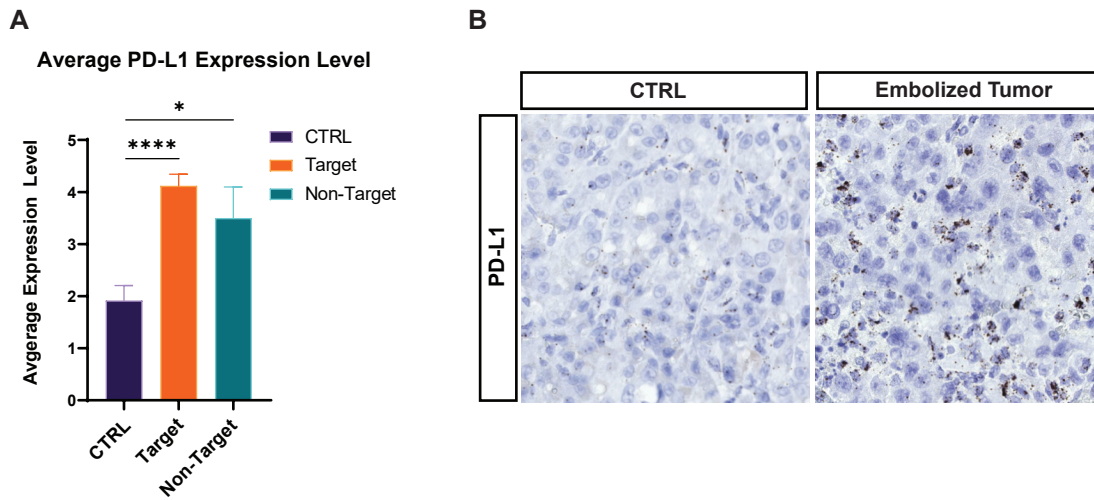 A
Average PD-L1 Expression Level
*
****
CTRL
Target
Non-Target
Avgerage Expression Level
5
4
3
2
1
0
CTRL
Target
Non-Target
B
CTRL
Embolized Tumor
PD-L1